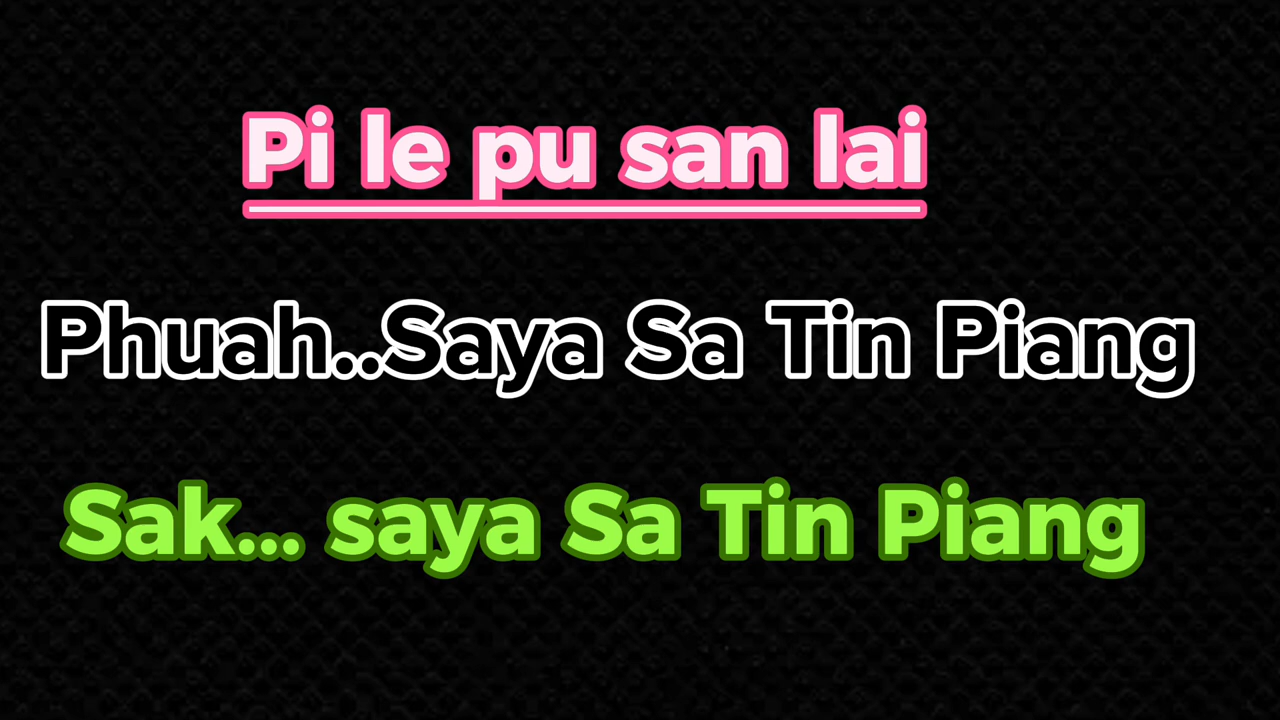 Pi le pu san lai
Phuah..Saya Sa Tin Piang
Sak... saya Sa Tin Piang